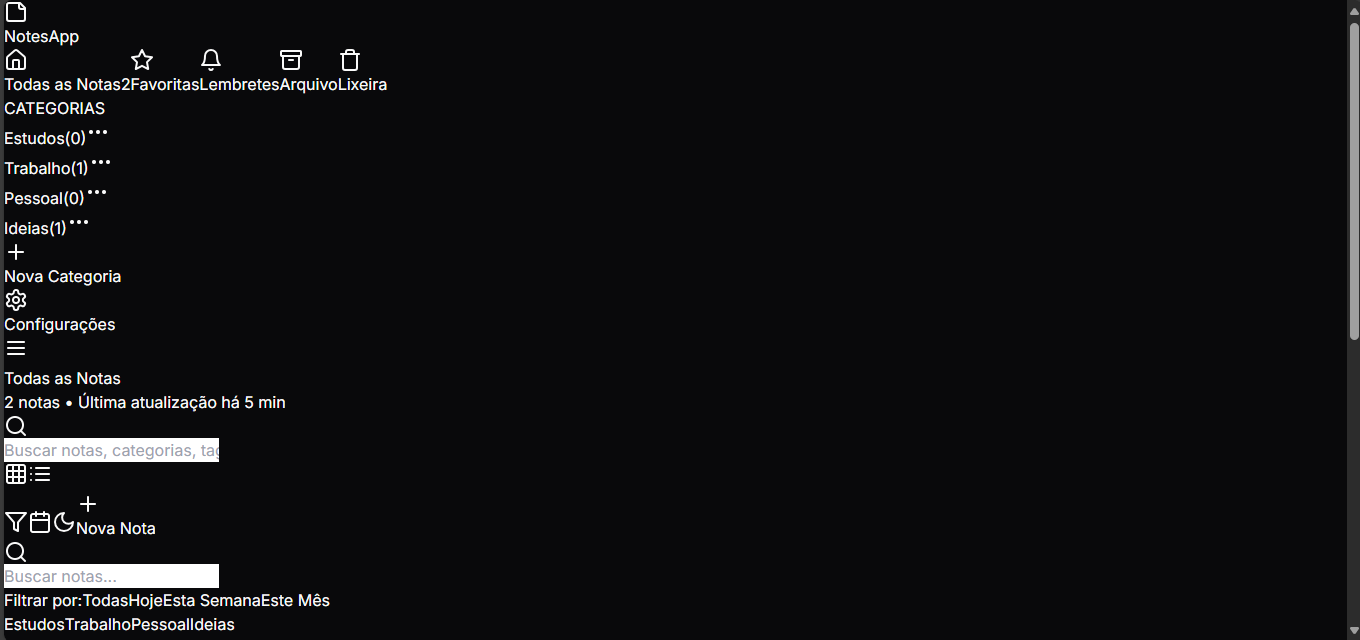 NotesApp
Todas as Notas2FavoritasLembretesArquivoLixeira
CATEGORIAS
Estudos(0)
Trabalho(1)
Pessoal(0)
Ideias(1)
Nova Categoria
Configurações
Todas as Notas
2 notas • Última atualização há 5 min
Buscar notas, categorias, tag
Nova Nota
Buscar notas...
Filtrar por:TodasHojeEsta SemanaEste Mês
EstudosTrabalhoPessoalIdeias